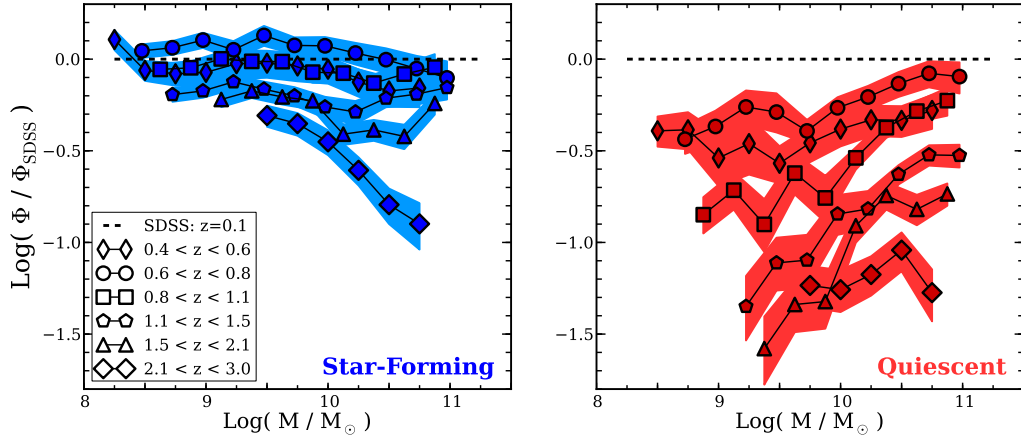 Log( Φ / Φ_SDSS )
0.0
−0.5
−1.0
−1.5
SDSS: z=0.1
0.4 < z < 0.6
0.6 < z < 0.8
0.8 < z < 1.1
1.1 < z < 1.5
1.5 < z < 2.1
2.1 < z < 3.0
Star-Forming
8 9 10 11
Log( M / M⊙ )
0.0
−0.5
−1.0
−1.5
Quiescent
8 9 10 11
Log( M / M⊙ )